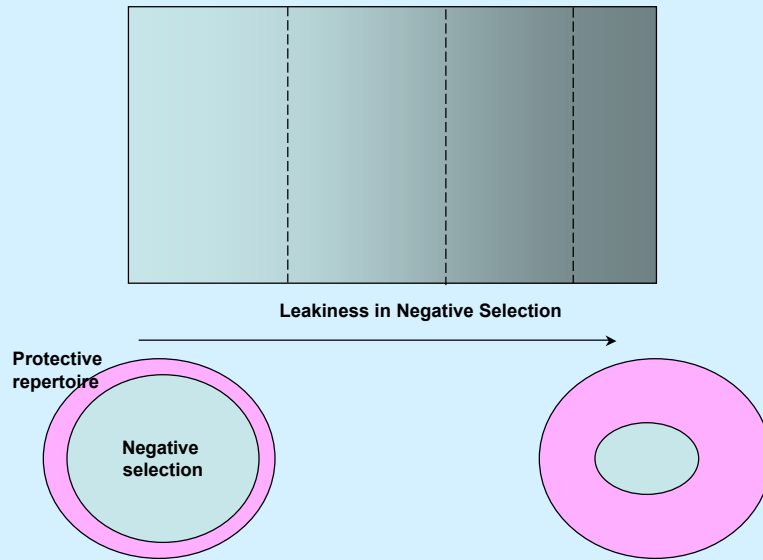 Leakiness in Negative Selection
Protective
repertoire
Negative
selection